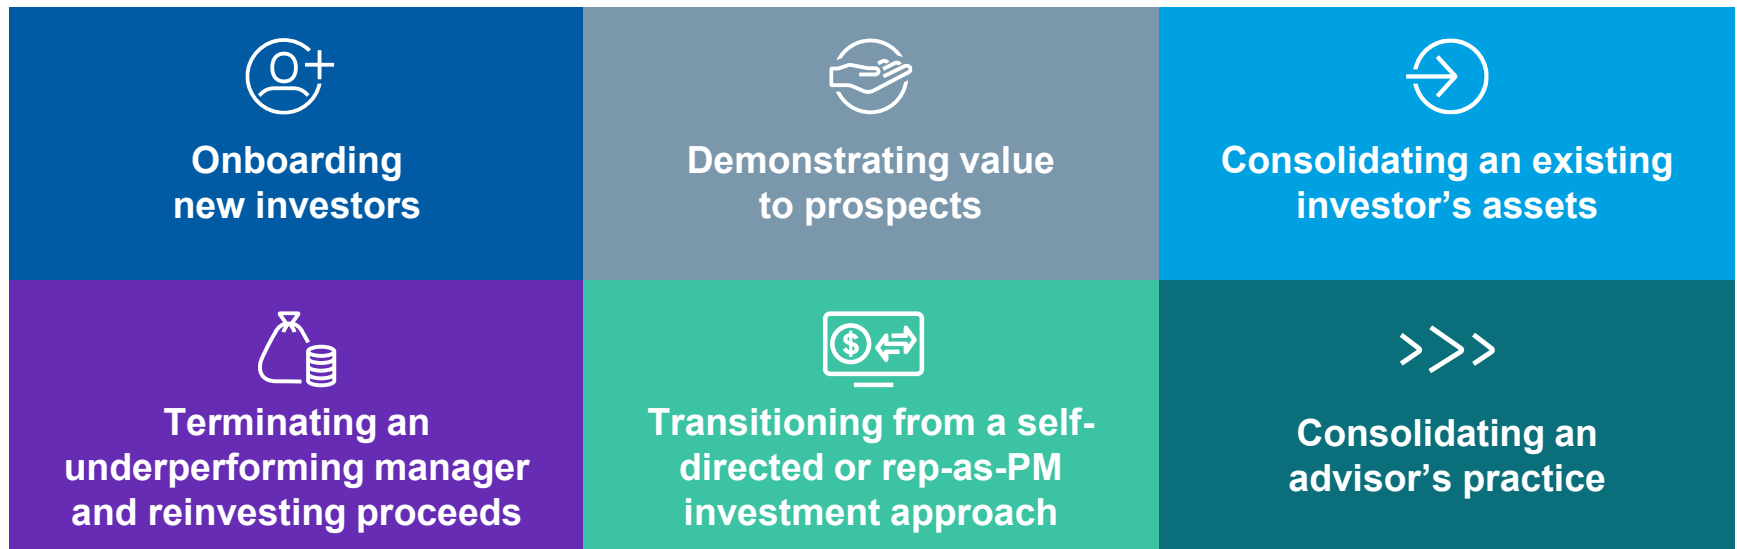 Onboarding
new investors
Demonstrating value
to prospects
Consolidating an existing
investor’s assets
Terminating an
underperforming manager
and reinvesting proceeds
$
Transitioning from a self-
directed or rep-as-PM
investment approach
Consolidating an
advisor’s practice